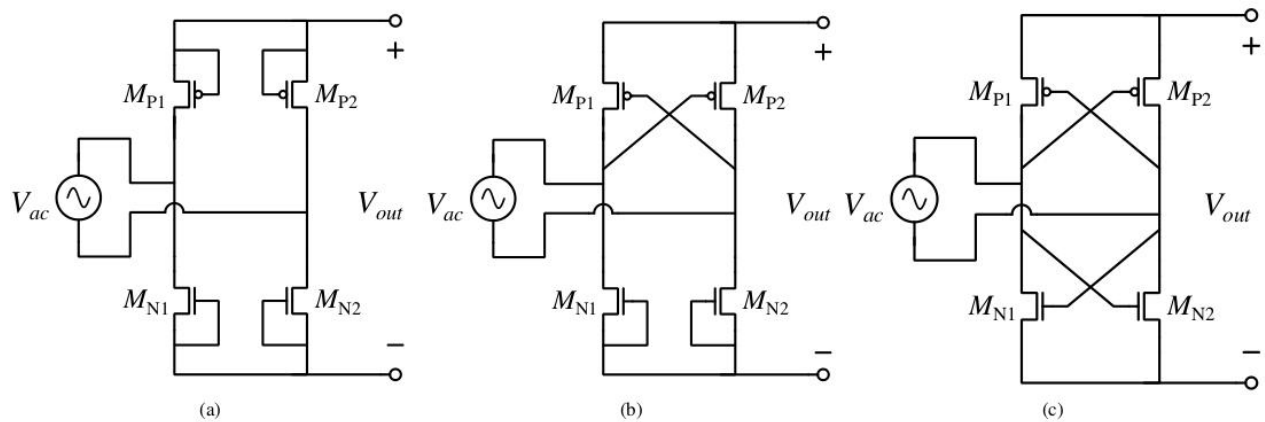 + + +
M_P1 M_P2 M_P1 M_P2 M_P1 M_P2
V_ac V_out V_ac V_out V_ac V_out
M_N1 M_N2 M_N1 M_N2 M_N1 M_N2
− − −
(a) (b) (c)